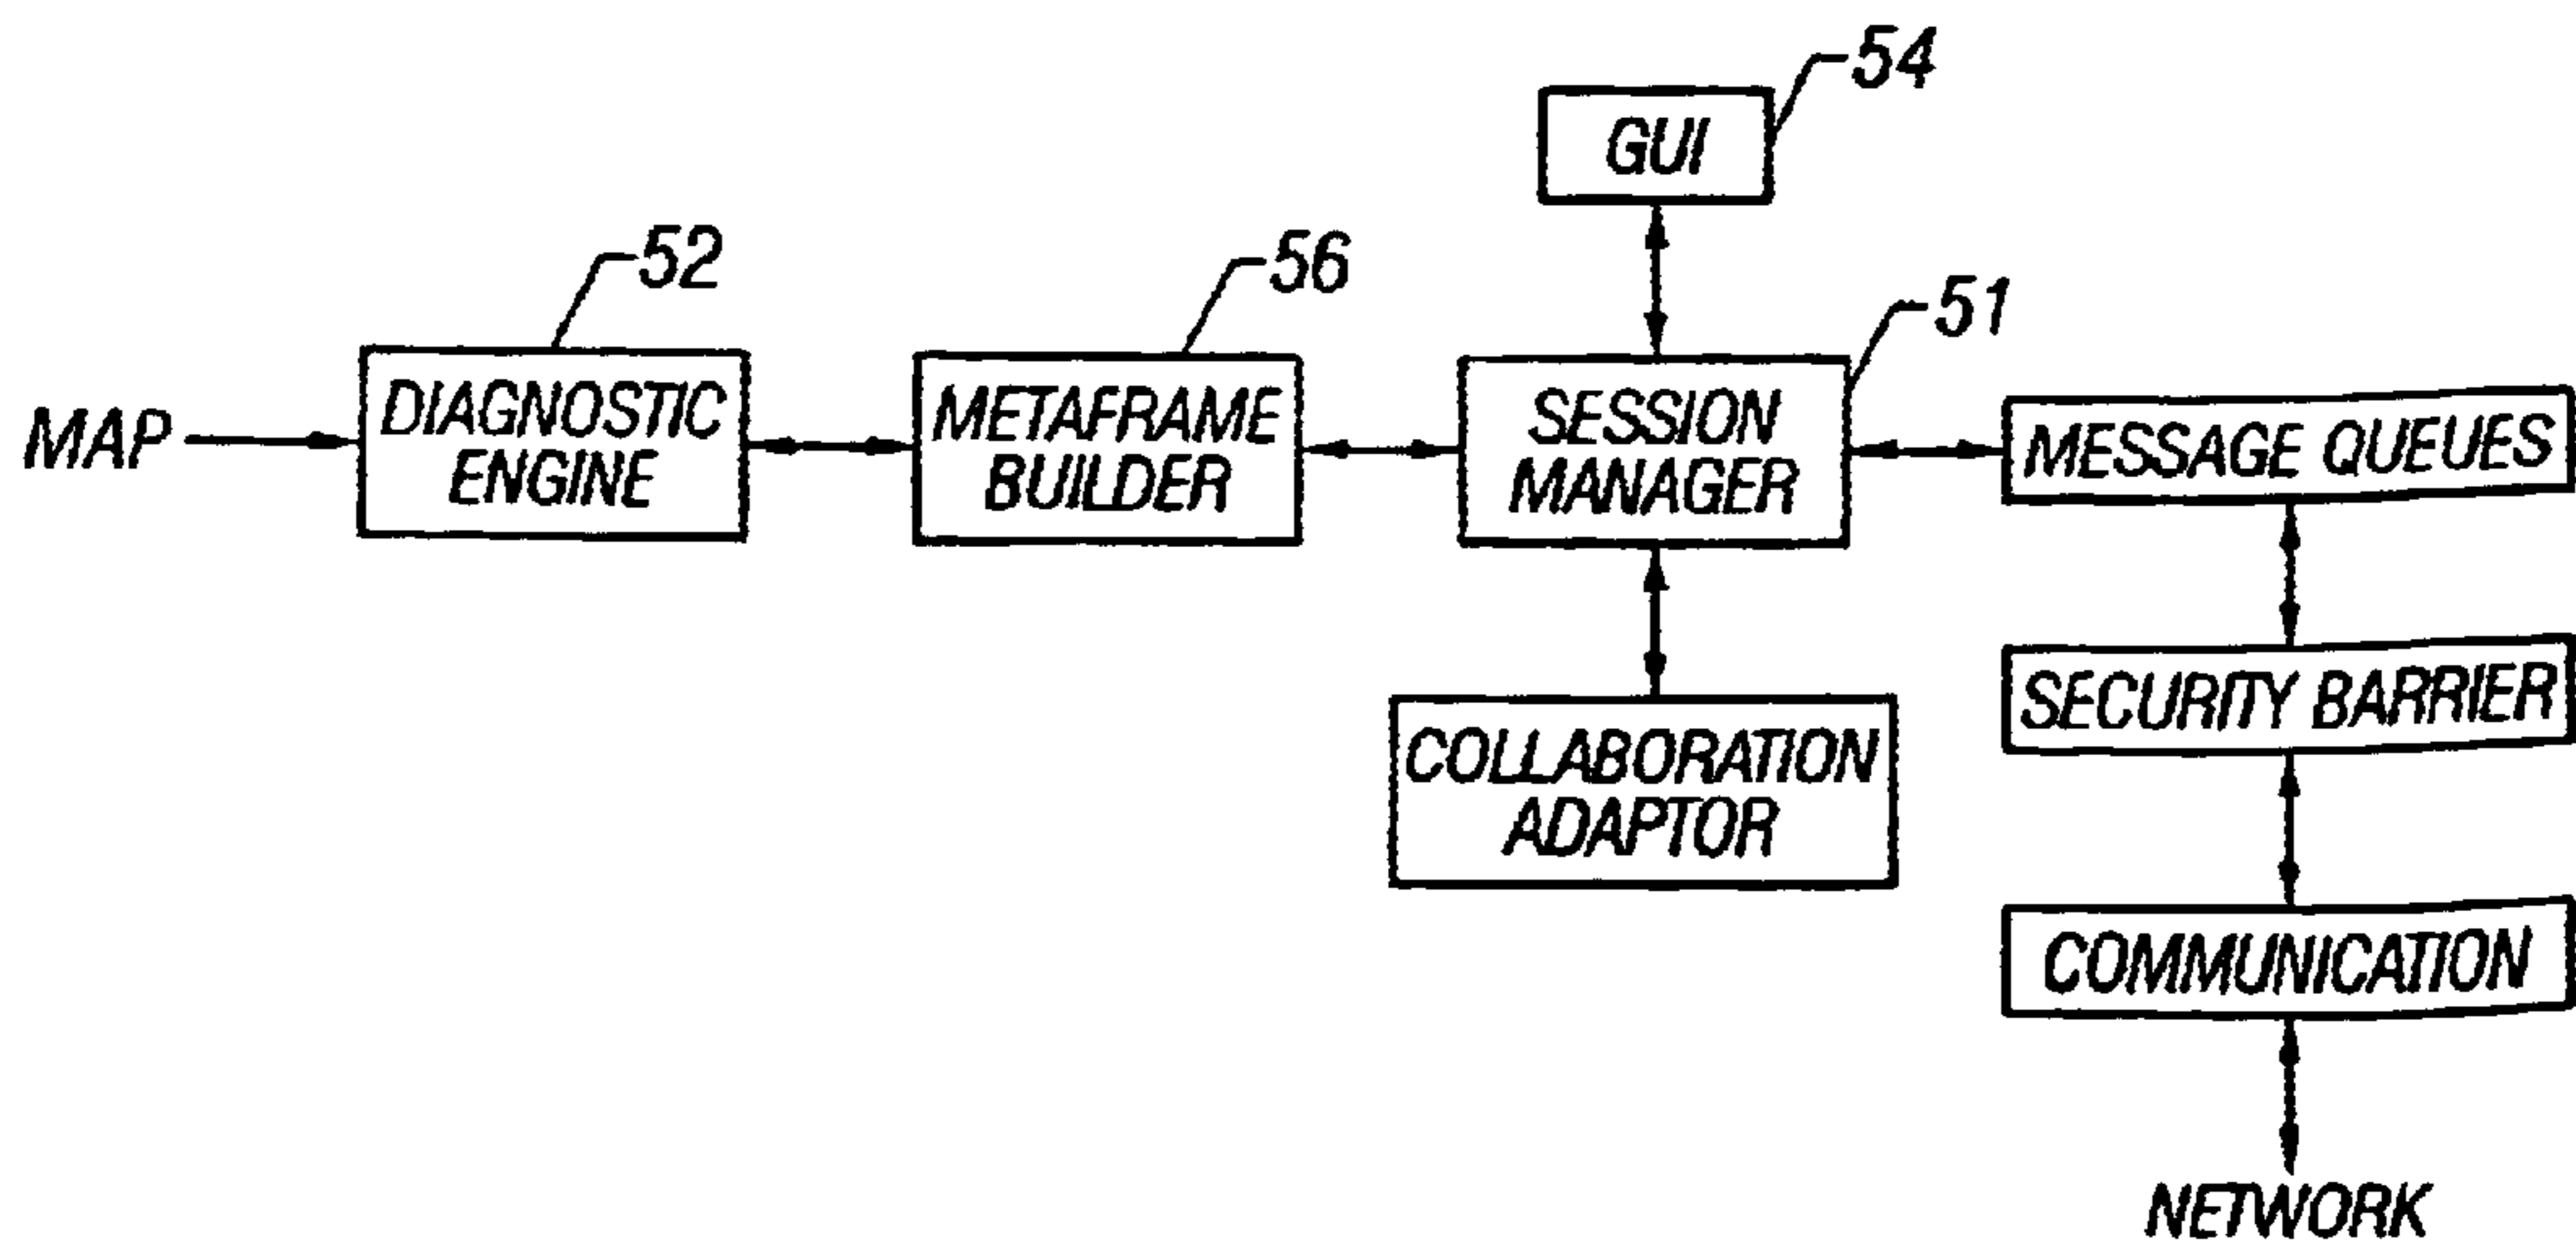 54
GUI
52
56
51
MAP
DIAGNOSTIC
ENGINE
METAFRAME
BUILDER
SESSION
MANAGER
MESSAGE QUEUES
SECURITY BARRIER
COLLABORATION
ADAPTOR
COMMUNICATION
NETWORK